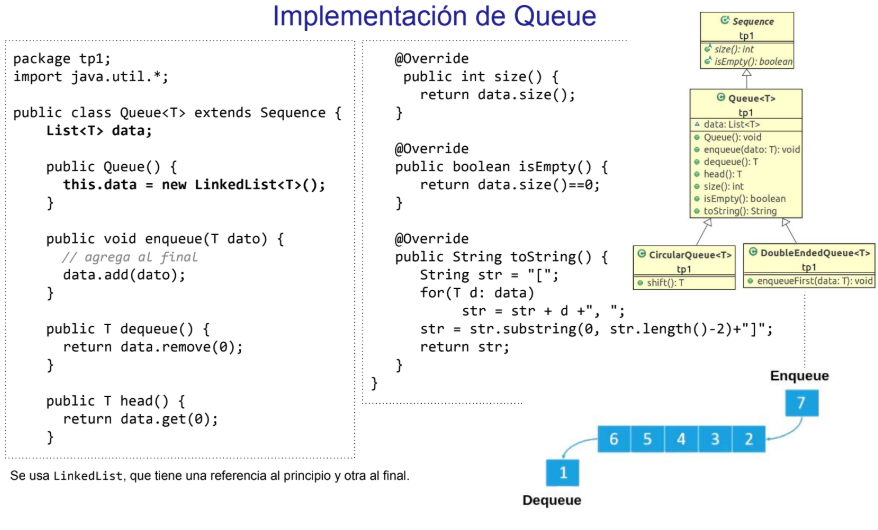 Implementación de Queue
package tp1;
import java.util.*;
public class Queue<T> extends Sequence {
List<T> data;
public Queue() {
this.data = new LinkedList<T>();
}
public void enqueue(T dato) {
// agrega al final
data.add(dato);
}
public T dequeue() {
return data.remove(0);
}
public T head() {
return data.get(0);
}
@Override
public int size() {
return data.size();
}
@Override
public boolean isEmpty() {
return data.size()==0;
}
@Override
public String toString() {
String str = "[";
for(T d: data)
str = str + d +", ";
str = str.substring(0, str.length()-2)+"]";
return str;
}
}
Sequence
tp1
size(): int
isEmpty(): boolean
Queue<T>
tp1
data: List<T>
Queue(): void
enqueue(dato: T): void
dequeue(): T
head(): T
size(): int
isEmpty(): boolean
toString(): String
CircularQueue<T>
tp1
shift(): T
DoubleEndedQueue<T>
tp1
enqueueFirst(data: T): void
Enqueue
7
6 5 4 3 2
1
Dequeue
Se usa LinkedList, que tiene una referencia al principio y otra al final.